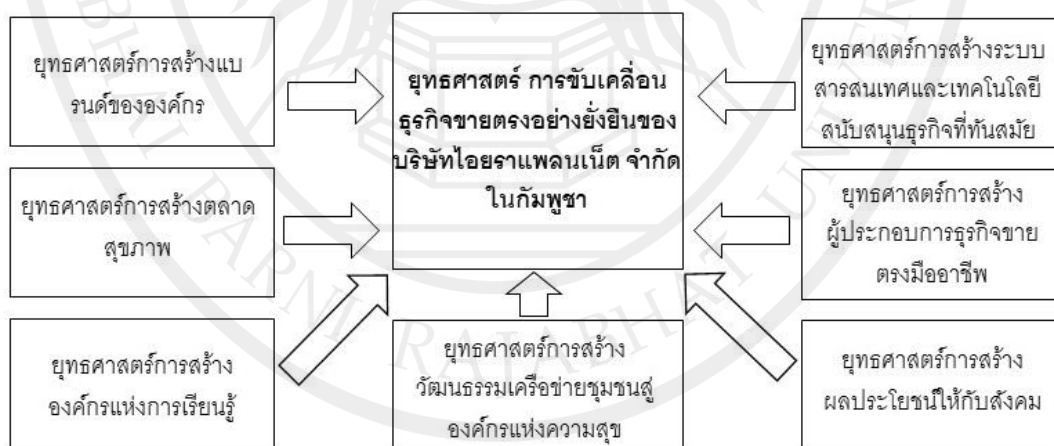 ยุทธศาสตร์การสร้างแบ
รนด์ขององค์กร
ยุทธศาสตร์ การขับเคลื่อน
ธุรกิจขายตรงอย่างยั่งยืนของ
บริษัทไอยราแพลนเน็ต จำกัด
ในกัมพูชา
ยุทธศาสตร์การสร้างระบบ
สารสนเทศและเทคโนโลยี
สนับสนุนธุรกิจที่ทันสมัย
ยุทธศาสตร์การสร้างตลาด
สุขภาพ
ยุทธศาสตร์การสร้าง
ผู้ประกอบการธุรกิจขาย
ตรงมืออาชีพ
ยุทธศาสตร์การสร้าง
องค์กรแห่งการเรียนรู้
ยุทธศาสตร์การสร้าง
วัฒนธรรมเครือข่ายชุมชนสู่
องค์กรแห่งความสุข
ยุทธศาสตร์การสร้าง
ผลประโยชน์ให้กับสังคม
BARNI RAJABHAT UNIVER